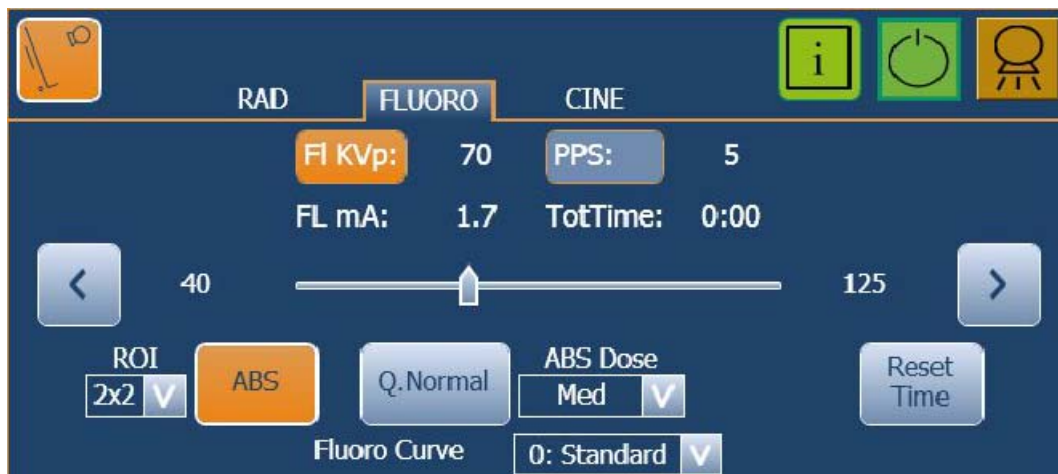 i
RAD FLUORO CINE
Fl KVp: 70 PPS: 5
FL mA: 1.7 TotTime: 0:00
< 40 125 >
ROI ABS Dose
2x2 V ABS Q.Normal Med V Reset Time
Fluoro Curve 0: Standard V